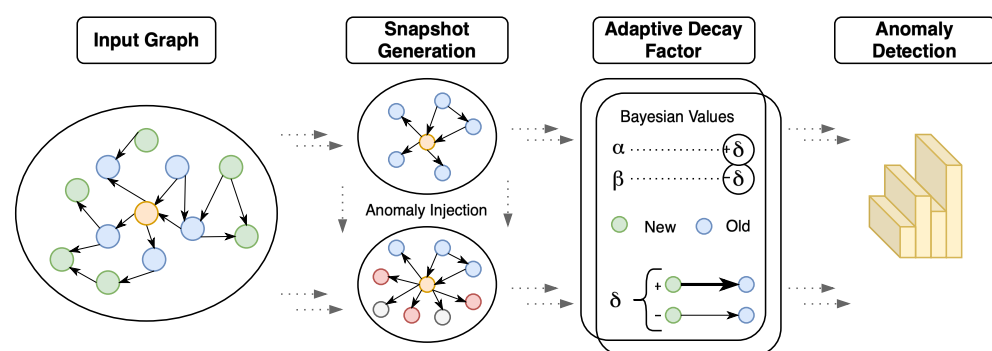 Input Graph
Snapshot
Generation
Adaptive Decay
Factor
Anomaly
Detection
Bayesian Values
α +δ
β -δ
Anomaly Injection
New Old
δ + -